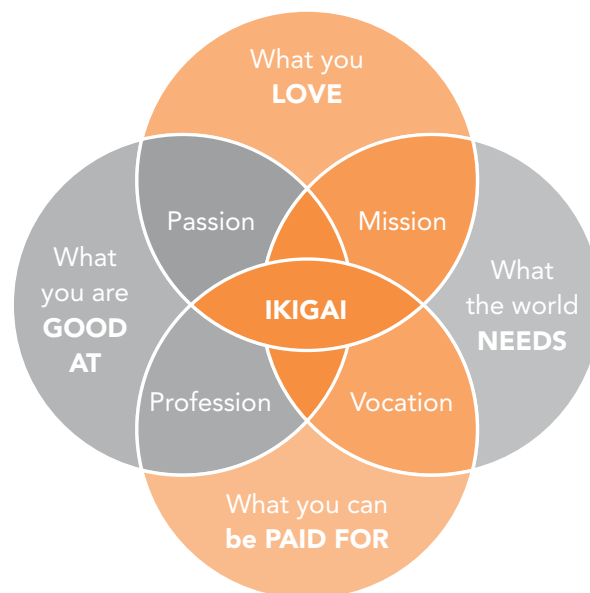 What you
LOVE
Passion
Mission
What
you are
GOOD
AT
IKIGAI
What
the world
NEEDS
Profession
Vocation
What you can
be PAID FOR